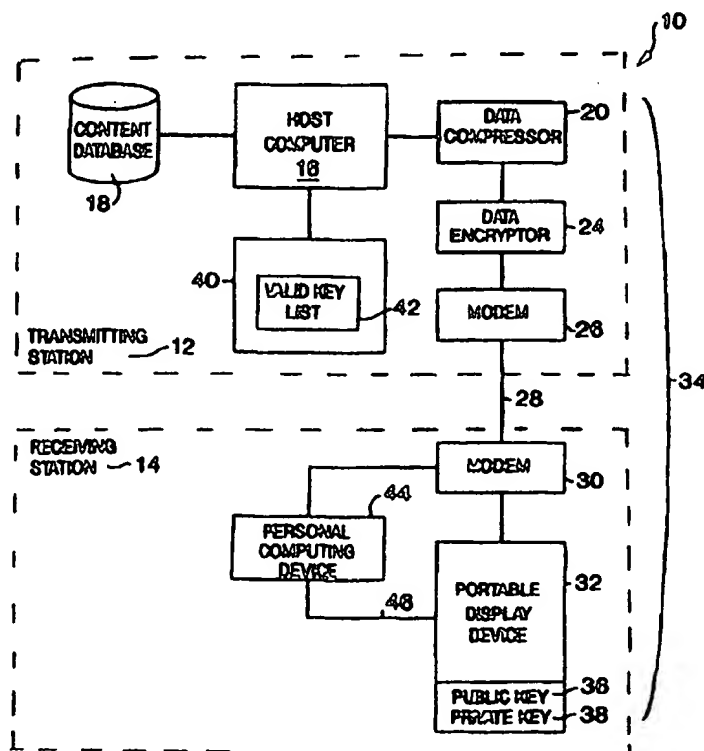 10
CONTENT
DATABASE
18
HOST
COMPUTER
16
DATA
COMPRESSOR
20
DATA
ENCRYPTOR
24
40
VALID KEY
LIST
42
MODEM
26
TRANSMITTING
STATION
12
28
34
RECEIVING
STATION
14
MODEM
30
44
PERSONAL
COMPUTING
DEVICE
46
PORTABLE
DISPLAY
DEVICE
32
PUBLIC KEY
36
PRIVATE KEY
38